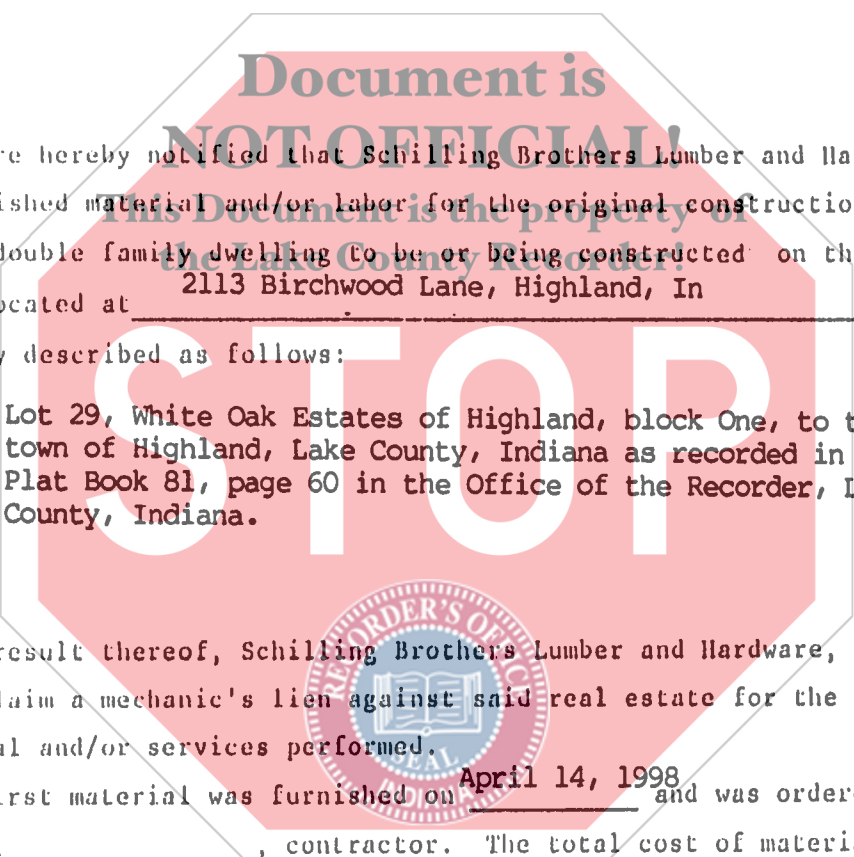 Document is
NOT OFFICIAL!
re hereby notified that Schilling Brothers Lumber and Ha
ished material and/or labor for the original constructio
This Document is the property of
double family dwelling to be or being constructed on th
the Lake County Recorder!
ocated at 2113 Birchwood Lane, Highland, In
y described as follows:
STOP
Lot 29, White Oak Estates of Highland, block One, to t
town of Highland, Lake County, Indiana as recorded in
Plat Book 81, page 60 in the Office of the Recorder, L
County, Indiana.
RECORDER'S OFFICE
SEAL
INDIANA
result thereof, Schilling Brothers Lumber and Hardware,
laim a mechanic's lien against said real estate for the
al and/or services performed.
irst material was furnished on April 14, 1998 and was order
, contractor. The total cost of materi